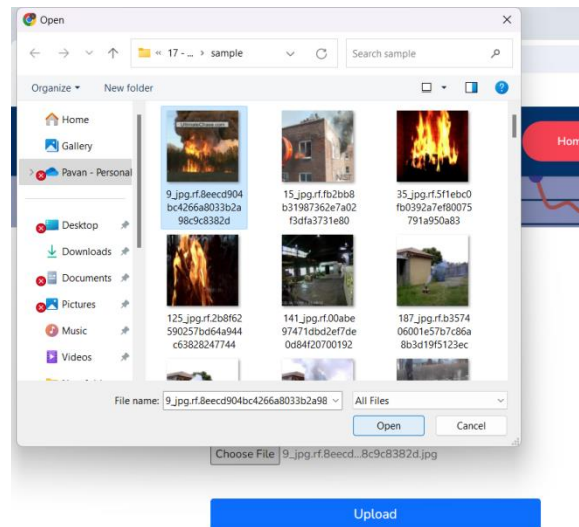 Open
« 17 - ... › sample
Search sample
Organize
New folder
Home
Gallery
Pavan - Personal
Desktop
Downloads
Documents
Pictures
Music
Videos
UltimateChase.com
NIST
9_jpg.rf.8eecd904
bc4266a8033b2a
98c9c8382d
15_jpg.rf.fb2bb8
b31987362e7a02
f3dfa3731e80
35_jpg.rf.5f1ebc0
fb0392a7ef80075
791a950a83
125_jpg.rf.2b8f62
590257bd64a944
c63828247744
141_jpg.rf.00abe
97471dbd2ef7de
0d84f20700192
187_jpg.rf.b3574
06001e57b7c86a
8b3d19f5123ec
File name:
9_jpg.rf.8eecd904bc4266a8033b2a98
All Files
Open
Cancel
Hom
Choose File
9_jpg.rf.8eecd...8c9c8382d.jpg
Upload